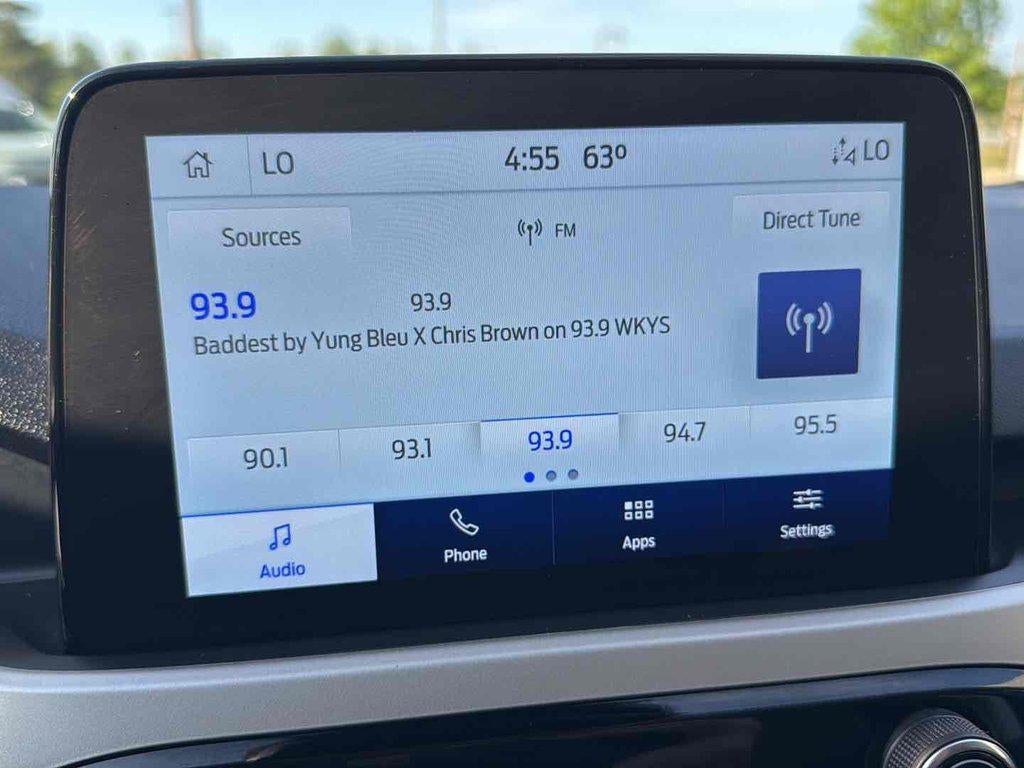 LO 4:55 63° LO
Sources FM Direct Tune
93.9 93.9
Baddest by Yung Bleu X Chris Brown on 93.9 WKYS
90.1 93.1 93.9 94.7 95.5
Audio Phone Apps Settings